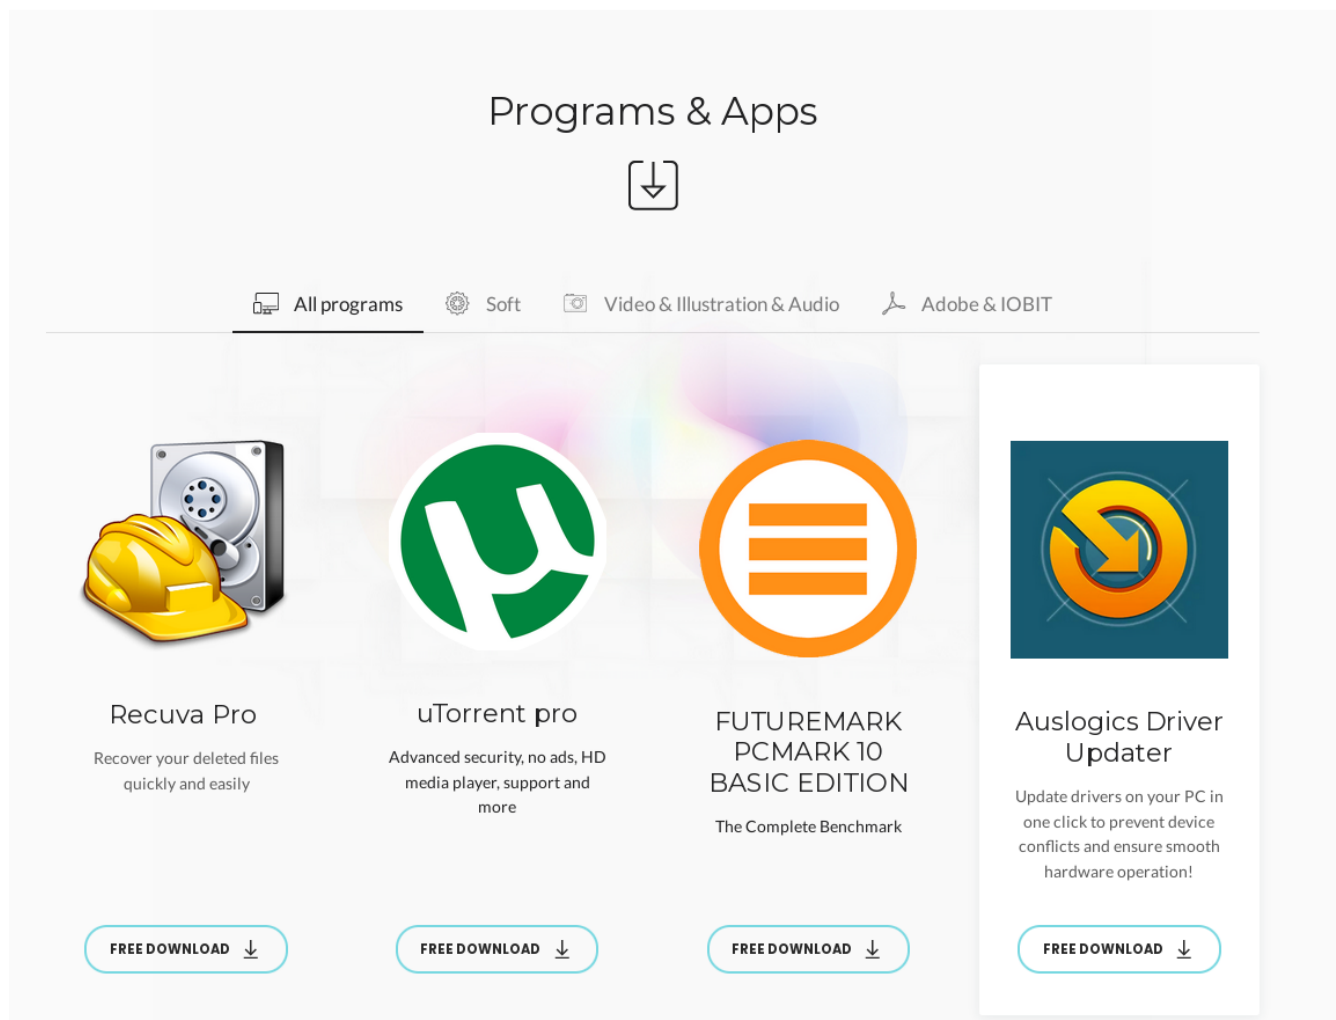 Programs & Apps
All programs
Soft
Video & Illustration & Audio
Adobe & IOBIT
Recuva Pro
Recover your deleted files
quickly and easily
FREE DOWNLOAD
uTorrent pro
Advanced security, no ads, HD
media player, support and
more
FREE DOWNLOAD
FUTUREMARK
PCMARK 10
BASIC EDITION
The Complete Benchmark
FREE DOWNLOAD
Auslogics Driver
Updater
Update drivers on your PC in
one click to prevent device
conflicts and ensure smooth
hardware operation!
FREE DOWNLOAD